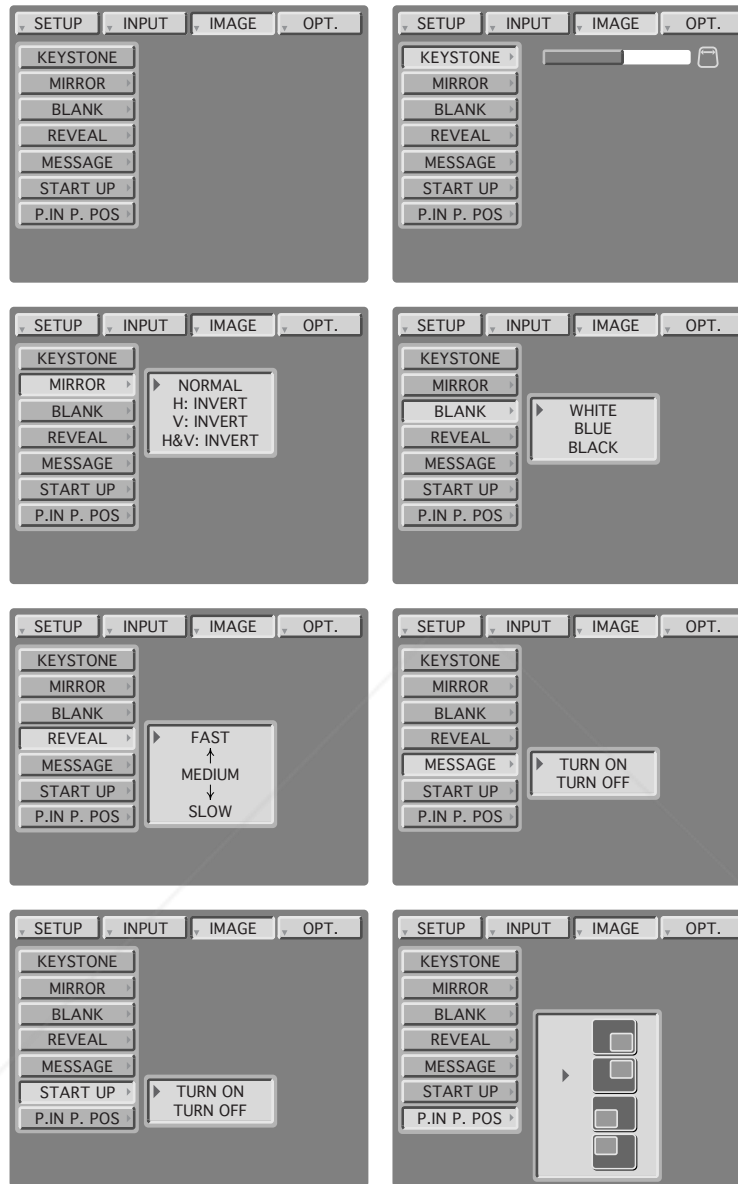 SETUP INPUT IMAGE OPT.
KEYSTONE
MIRROR
BLANK
REVEAL
MESSAGE
START UP
P.IN P. POS
SETUP INPUT IMAGE OPT.
KEYSTONE
MIRROR
BLANK
REVEAL
MESSAGE
START UP
P.IN P. POS
SETUP INPUT IMAGE OPT.
KEYSTONE
MIRROR
BLANK
REVEAL
MESSAGE
START UP
P.IN P. POS
NORMAL
H: INVERT
V: INVERT
H&V: INVERT
SETUP INPUT IMAGE OPT.
KEYSTONE
MIRROR
BLANK
REVEAL
MESSAGE
START UP
P.IN P. POS
WHITE
BLUE
BLACK
SETUP INPUT IMAGE OPT.
KEYSTONE
MIRROR
BLANK
REVEAL
MESSAGE
START UP
P.IN P. POS
FAST
MEDIUM
SLOW
SETUP INPUT IMAGE OPT.
KEYSTONE
MIRROR
BLANK
REVEAL
MESSAGE
START UP
P.IN P. POS
TURN ON
TURN OFF
SETUP INPUT IMAGE OPT.
KEYSTONE
MIRROR
BLANK
REVEAL
MESSAGE
START UP
P.IN P. POS
TURN ON
TURN OFF
SETUP INPUT IMAGE OPT.
KEYSTONE
MIRROR
BLANK
REVEAL
MESSAGE
START UP
P.IN P. POS